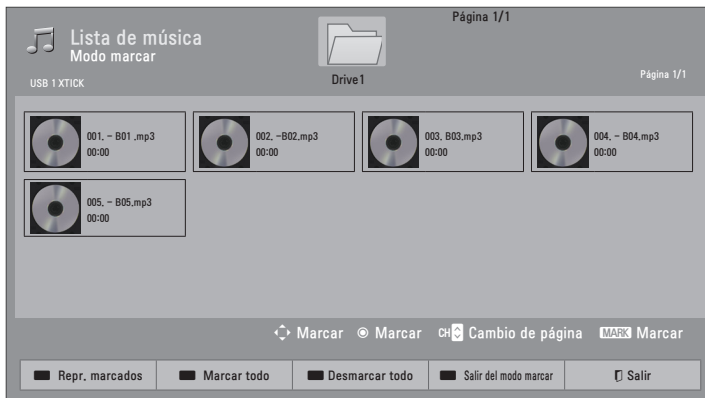 Página 1/1
Lista de música
Modo marcar
Drive1
USB 1 XTICK
Página 1/1
001. - B01 .mp3
00:00
002. -B02.mp3
00:00
003. B03.mp3
00:00
004. - B04.mp3
00:00
005. - B05.mp3
00:00
Marcar Marcar CH Cambio de página MARK Marcar
Repr. marcados Marcar todo Desmarcar todo Salir del modo marcar Salir